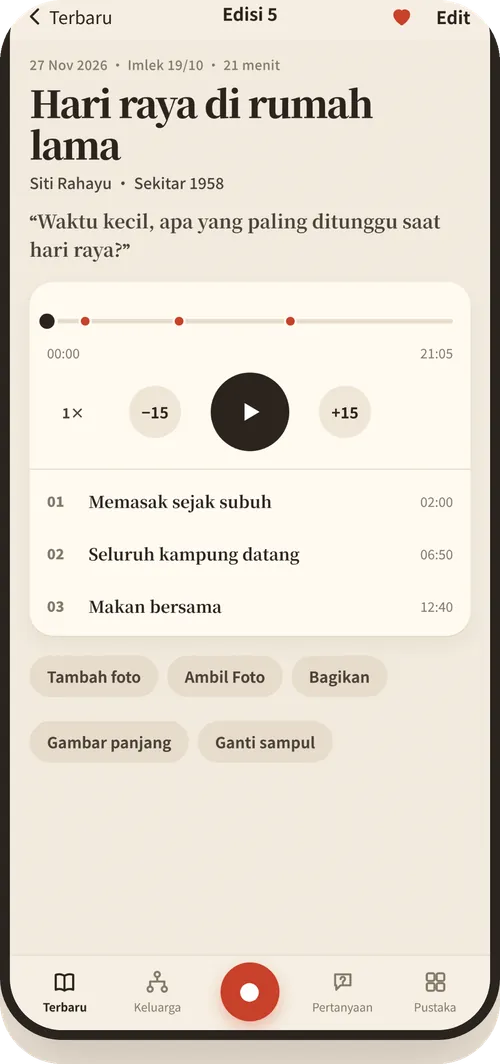 Terbaru
Edisi 5
Edit
27 Nov 2026 • Imlek 19/10 • 21 menit
Hari raya di rumah
lama
Siti Rahayu • Sekitar 1958
“Waktu kecil, apa yang paling ditunggu saat
hari raya?”
00:00
21:05
1×
−15
+15
01 Memasak sejak subuh 02:00
02 Seluruh kampung datang 06:50
03 Makan bersama 12:40
Tambah foto
Ambil Foto
Bagikan
Gambar panjang
Ganti sampul
Terbaru
Keluarga
Pertanyaan
Pustaka